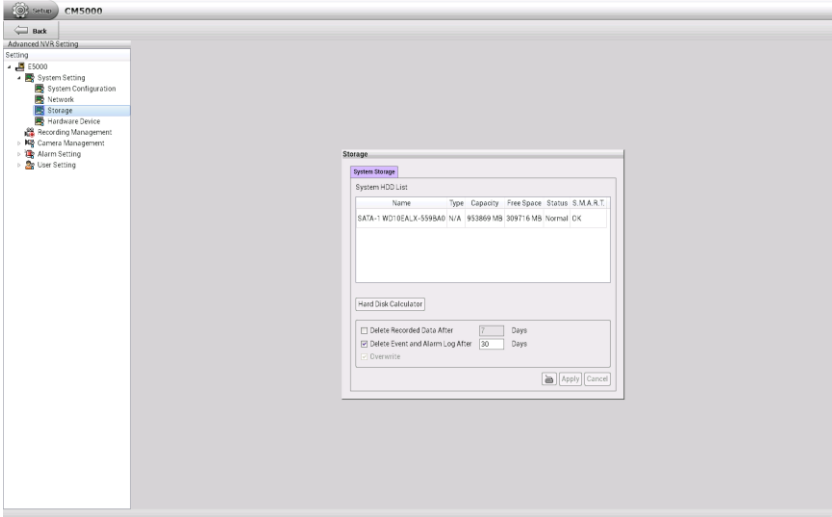 Setup CM5000
Back
Advanced NVR Setting
Setting
E5000
System Setting
System Configuration
Network
Storage
Hardware Device
Recording Management
Camera Management
Alarm Setting
User Setting
Storage
System Storage
System HDD List
Name Type Capacity Free Space Status S.M.A.R.T.
SATA-1 WD10EALX-559BA0 N/A 953869 MB 309716 MB Normal OK
Hard Disk Calculator
Delete Recorded Data After 7 Days
Delete Event and Alarm Log After 30 Days
Overwrite
Apply Cancel